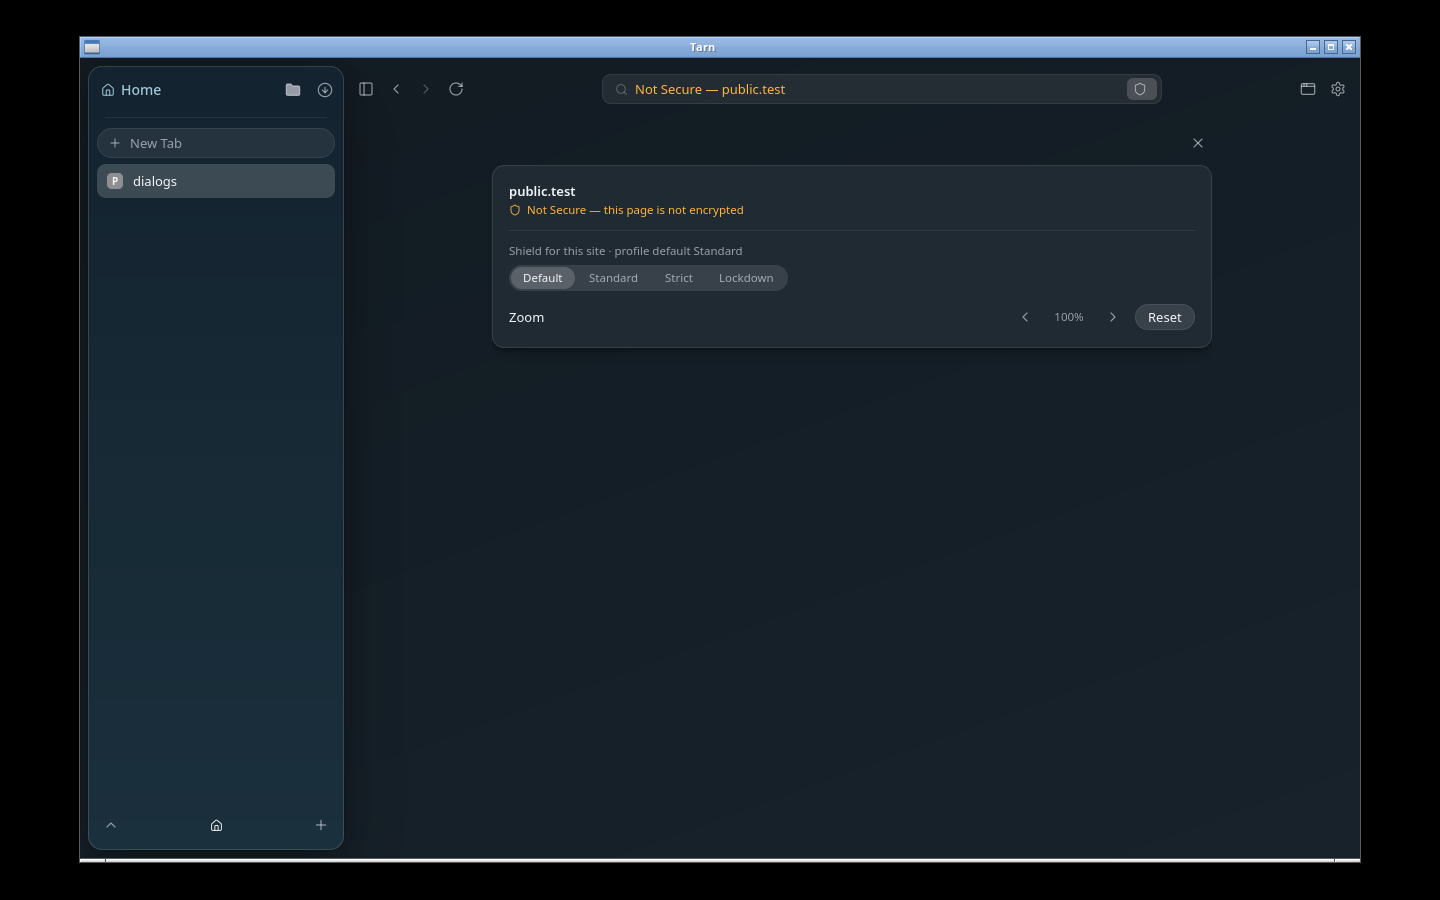 Tarn
Home
Not Secure — public.test
New Tab
P dialogs
public.test
Not Secure — this page is not encrypted
Shield for this site · profile default Standard
Default Standard Strict Lockdown
Zoom 100% Reset